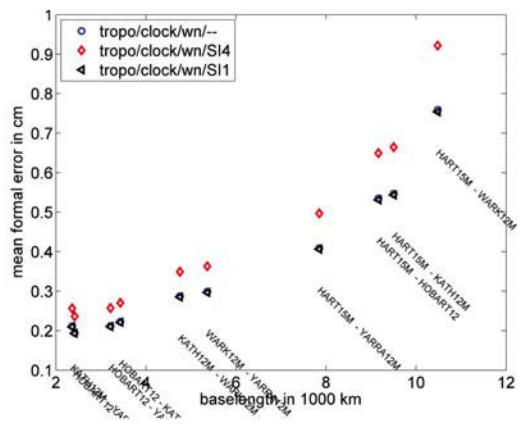 1
0.9
0.8
0.7
0.6
0.5
0.4
0.3
0.2
0.1
mean formal error in cm
tropo/clock/wn/--
tropo/clock/wn/SI4
tropo/clock/wn/SI1
HART15M - WARK12M
HART15M - KATH12M
HART15M - HOBART12
HART15M - YARRA12M
WARK12M - YARRA12M
KATH12M - WARK12M
HOBART12 - KAT
HOBART12 - YA
KATH12M
2 4 6 8 10 12
baselength in 1000 km